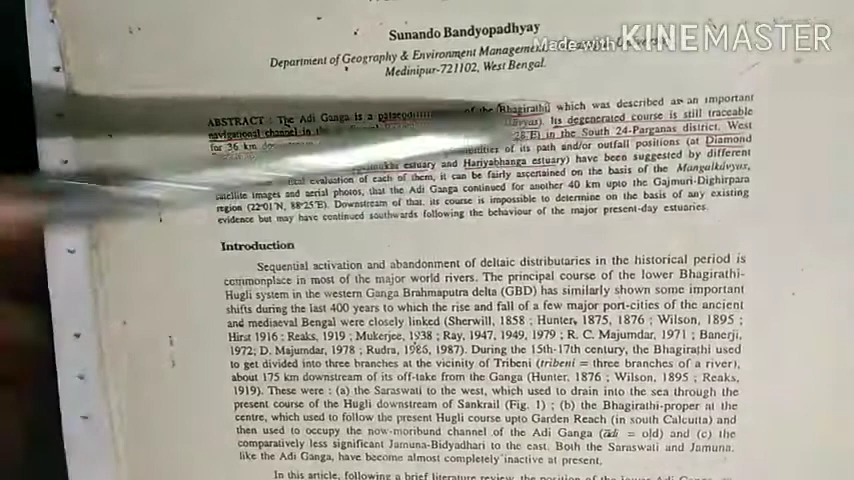 Sunando Bandyopadhyay
Department of Geography & Environment Management
Medinipur-721102, West Bengal.
Made with KINEMASTER
ABSTRACT : The Adi Ganga is a of the Bhagirathi which was described as an important
navigational channel in the Its degenerated course is still traceable
for 36 km in the South 24-Parganas district, West
of its path and/or outfall positions (at Diamond
estuary and Hariyabhanga estuary) have been suggested by different
evaluation of each of them, it can be fairly ascertained on the basis of the Mangalkāvyas,
satellite images and aerial photos, that the Adi Ganga continued for another 40 km upto the Gajmuri-Dighirpara
region (22°01'N, 88°25'E). Downstream of that, its course is impossible to determine on the basis of any existing
evidence but may have continued southwards following the behaviour of the major present-day estuaries.
Introduction
Sequential activation and abandonment of deltaic distributaries in the historical period is
commonplace in most of the major world rivers. The principal course of the lower Bhagirathi-
Hugli system in the western Ganga Brahmaputra delta (GBD) has similarly shown some important
shifts during the last 400 years to which the rise and fall of a few major port-cities of the ancient
and mediaeval Bengal were closely linked (Sherwill, 1858 ; Hunter, 1875, 1876 ; Wilson, 1895 ;
Hirst 1916 ; Reaks, 1919 ; Mukerjee, 1938 ; Ray, 1947, 1949, 1979 ; R. C. Majumdar, 1971 ; Banerji,
1972; D. Majumdar, 1978 ; Rudra, 1986, 1987). During the 15th-17th century, the Bhagirathi used
to get divided into three branches at the vicinity of Tribeni (tribeni = three branches of a river),
about 175 km downstream of its off-take from the Ganga (Hunter, 1876 ; Wilson, 1895 ; Reaks,
1919). These were : (a) the Saraswati to the west, which used to drain into the sea through the
present course of the Hugli downstream of Sankrail (Fig. 1) ; (b) the Bhagirathi-proper at the
centre, which used to follow the present Hugli course upto Garden Reach (in south Calcutta) and
then used to occupy the now-moribund channel of the Adi Ganga (ādi = old) and (c) the
comparatively less significant Jamuna-Bidyadhari to the east. Both the Saraswati and Jamuna,
like the Adi Ganga, have become almost completely inactive at present.
In this article, following a brief literature review, the position of the lower Adi Ganga